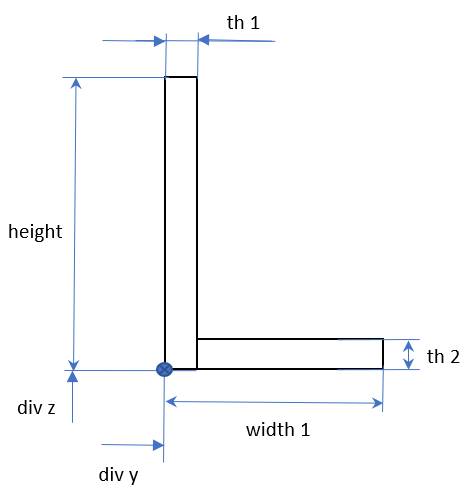 th 1
height
th 2
div z
width 1
div y